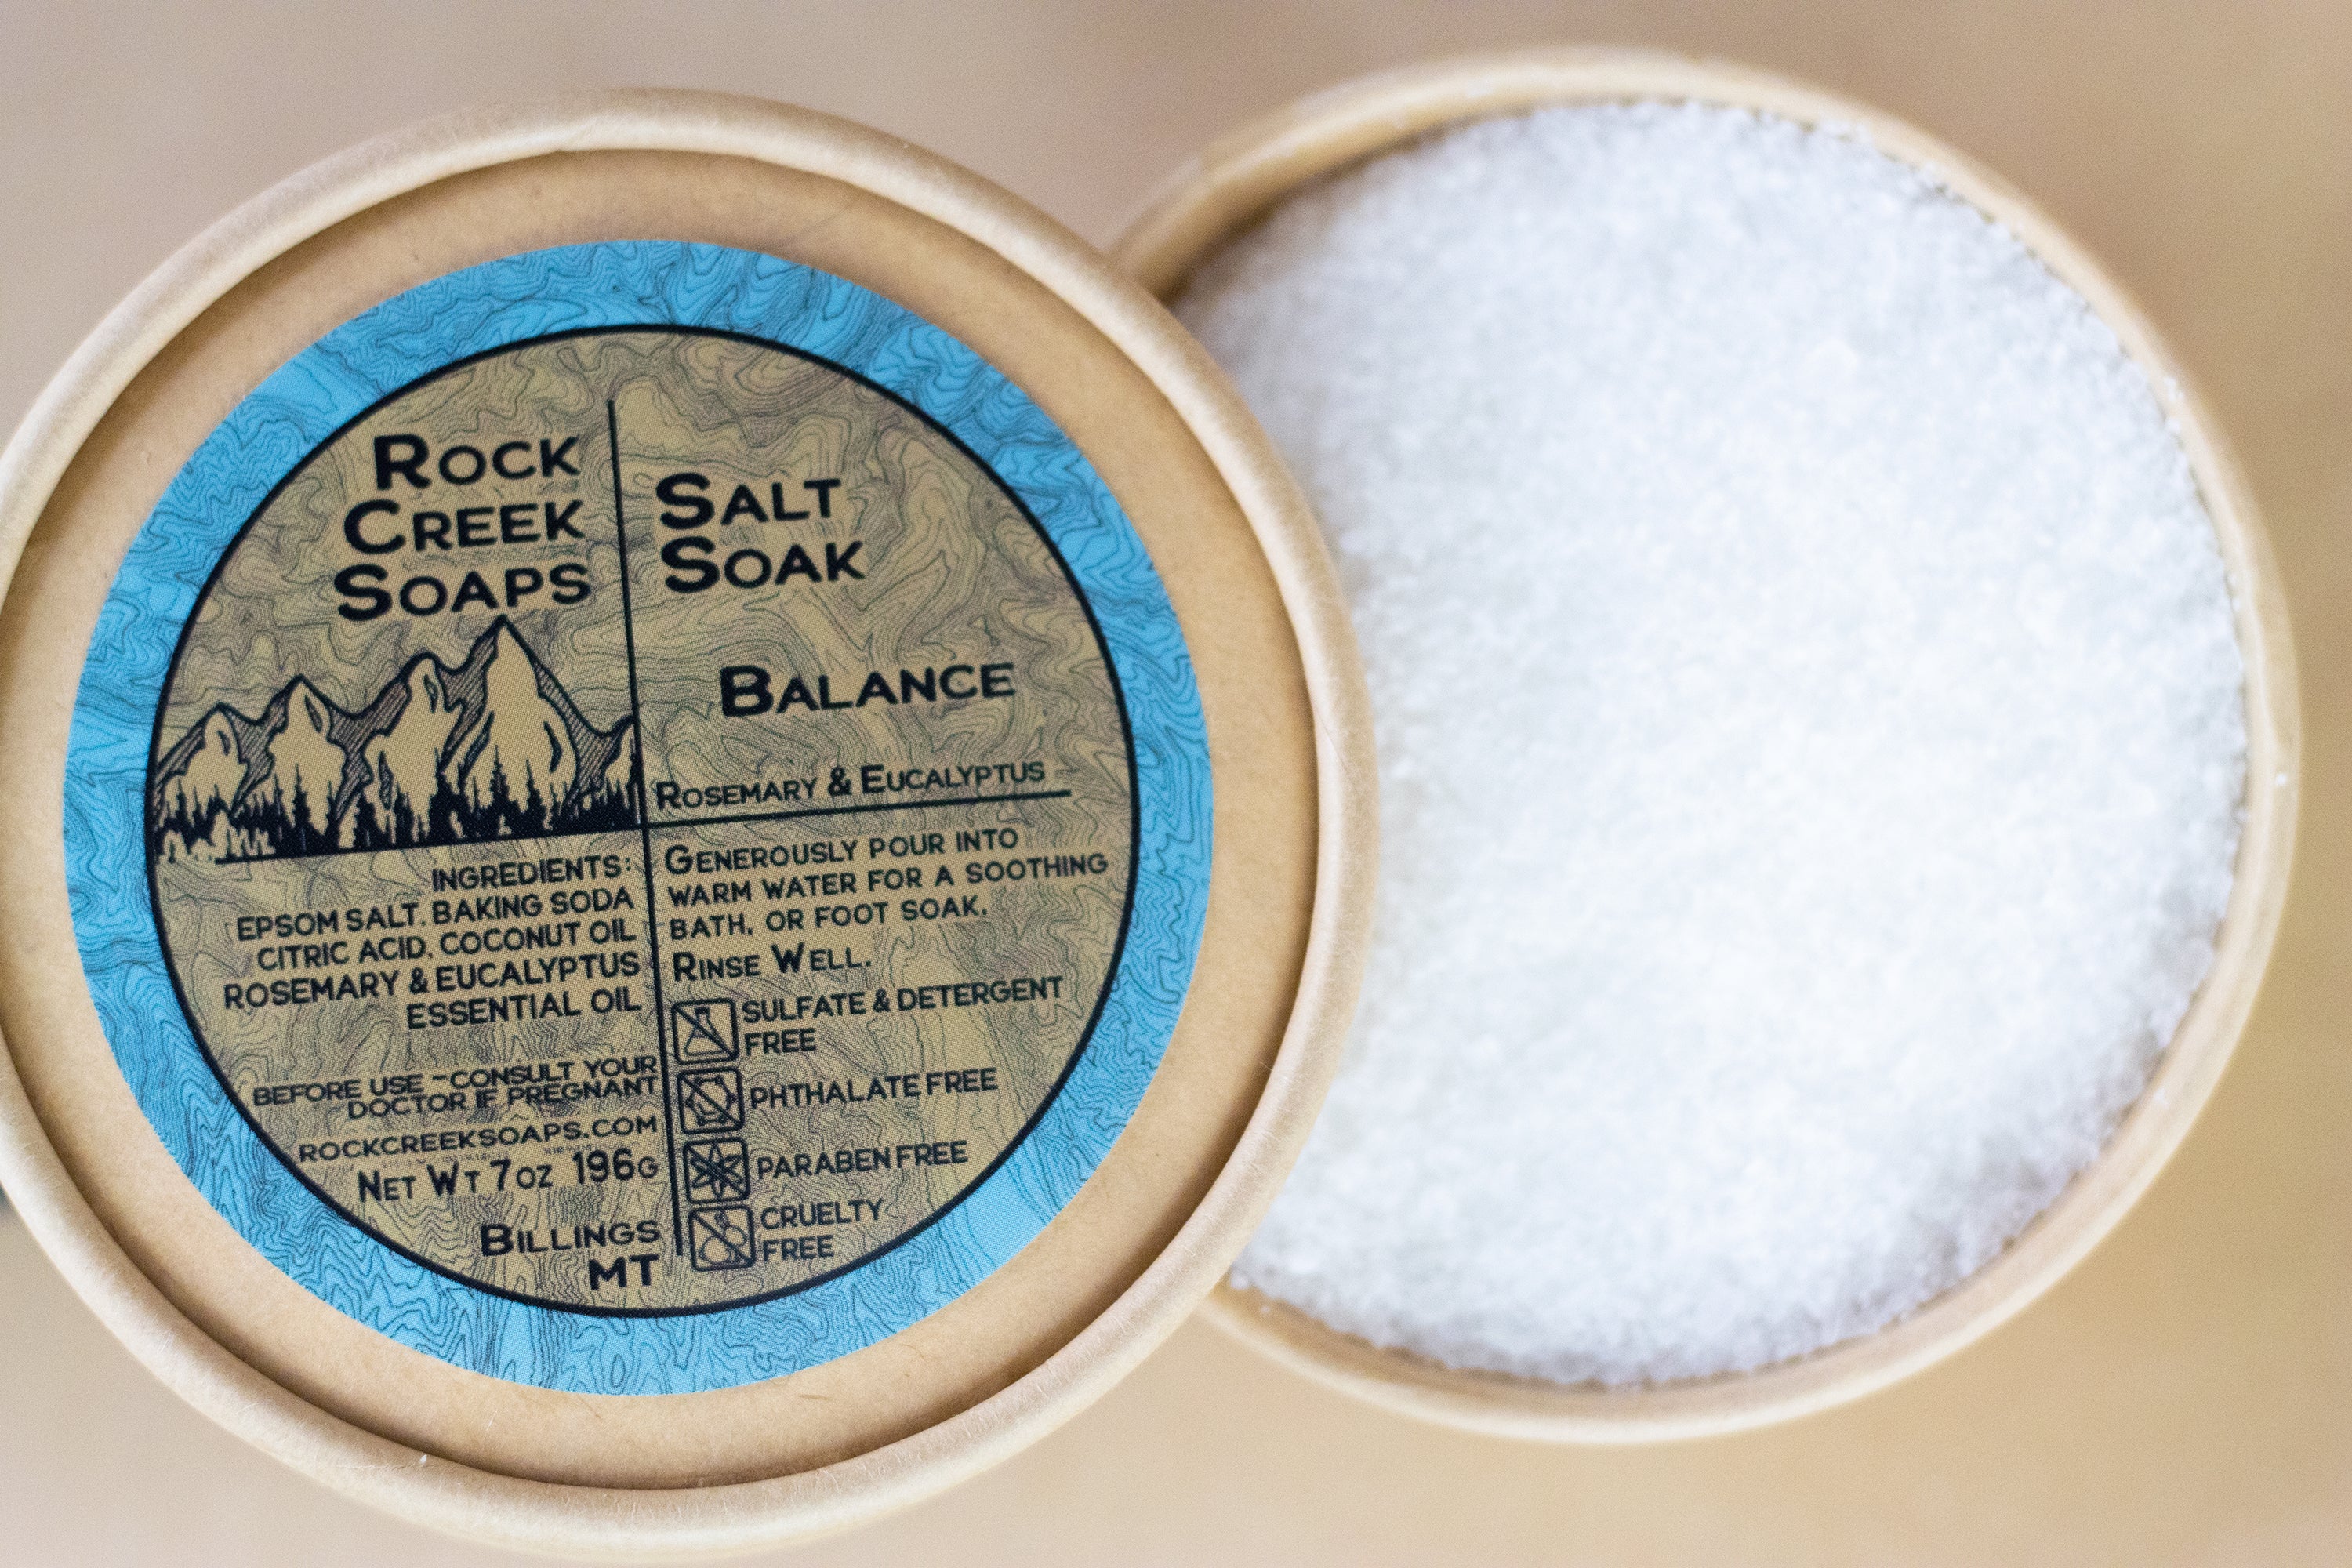 Rock
Creek
Soaps
Salt
Soak
Balance
Rosemary & Eucalyptus
INGREDIENTS:
EPSOM SALT, BAKING SODA
CITRIC ACID, COCONUT OIL
ROSEMARY & EUCALYPTUS
ESSENTIAL OIL
BEFORE USE -CONSULT YOUR
DOCTOR IF PREGNANT
ROCKCREEKSOAPS.COM
Net Wt 7oz 196g
Billings
MT
Generously pour into
warm water for a soothing
bath, or foot soak.
Rinse Well.
SULFATE & DETERGENT
FREE
PHTHALATE FREE
PARABEN FREE
CRUELTY
FREE